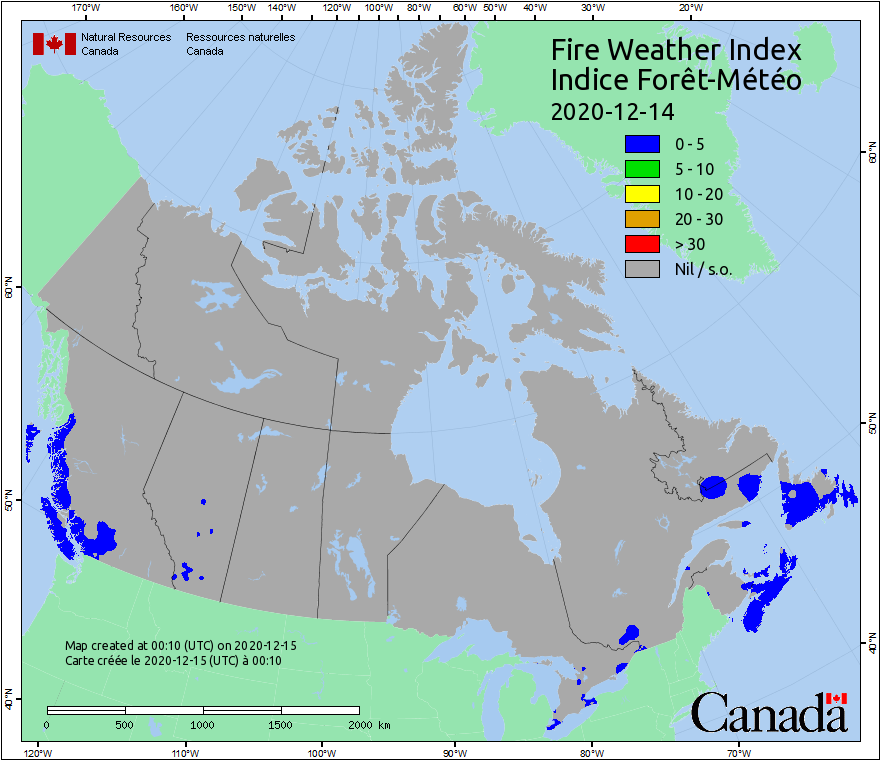 170°W 160°W 150°W 140°W 130°W 120°W 110°W 100°W 90°W 80°W 60°W 50°W 40°W 30°W 20°W
Natural Resources Ressources naturelles
Canada Canada
Fire Weather Index
Indice Forêt-Météo
2020-12-14
0 - 5
5 - 10
10 - 20
20 - 30
> 30
Nil / s.o.
60°N
60°N
50°N
50°N
40°N
40°N
Map created at 00:10 (UTC) on 2020-12-15
Carte créée le 2020-12-15 (UTC) à 00:10
0 500 1000 1500 2000 km
Canada
120°W 110°W 100°W 90°W 80°W 70°W